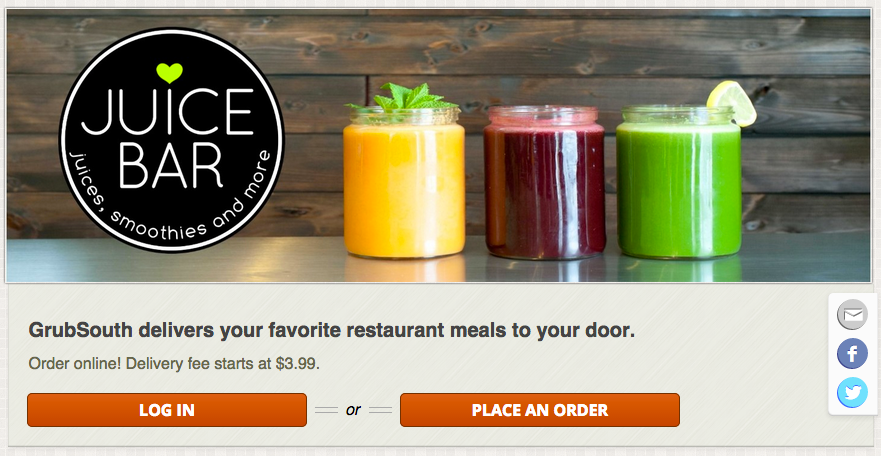 JUICE
BAR
juices, smoothies and more
GrubSouth delivers your favorite restaurant meals to your door.
Order online! Delivery fee starts at $3.99.
LOG IN or PLACE AN ORDER
f